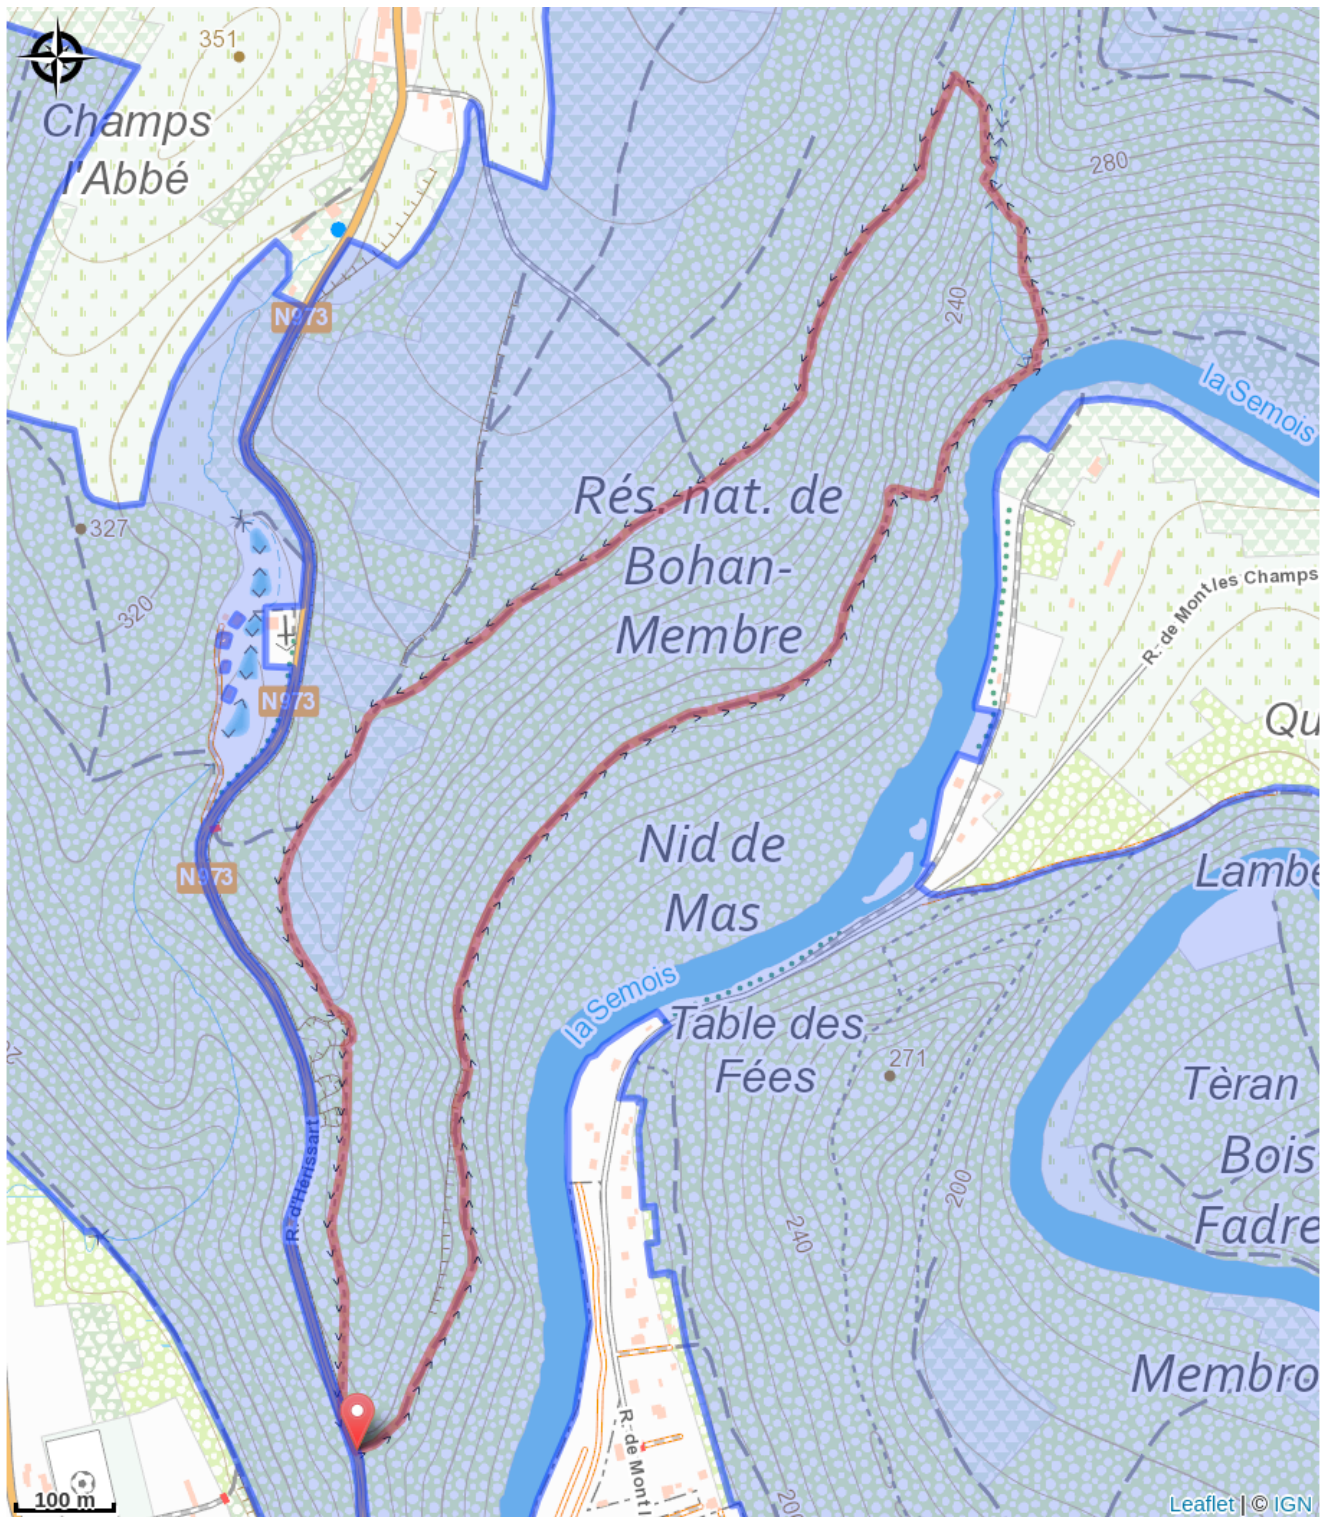 351
Champs
l'Abbé
280
N973
240
la Semois
Rés. nat. de
Bohan-
Membre
327
320
R. de Mont les Champs
N973
Qu
Nid de
Mas
N973
Lambe
la Semois
Table des
Fées
271
Tèran
Bois
Fadre
R. d'Hérissart
200
240
Membro
R. de Mont l
100 m
200
Leaflet | © IGN